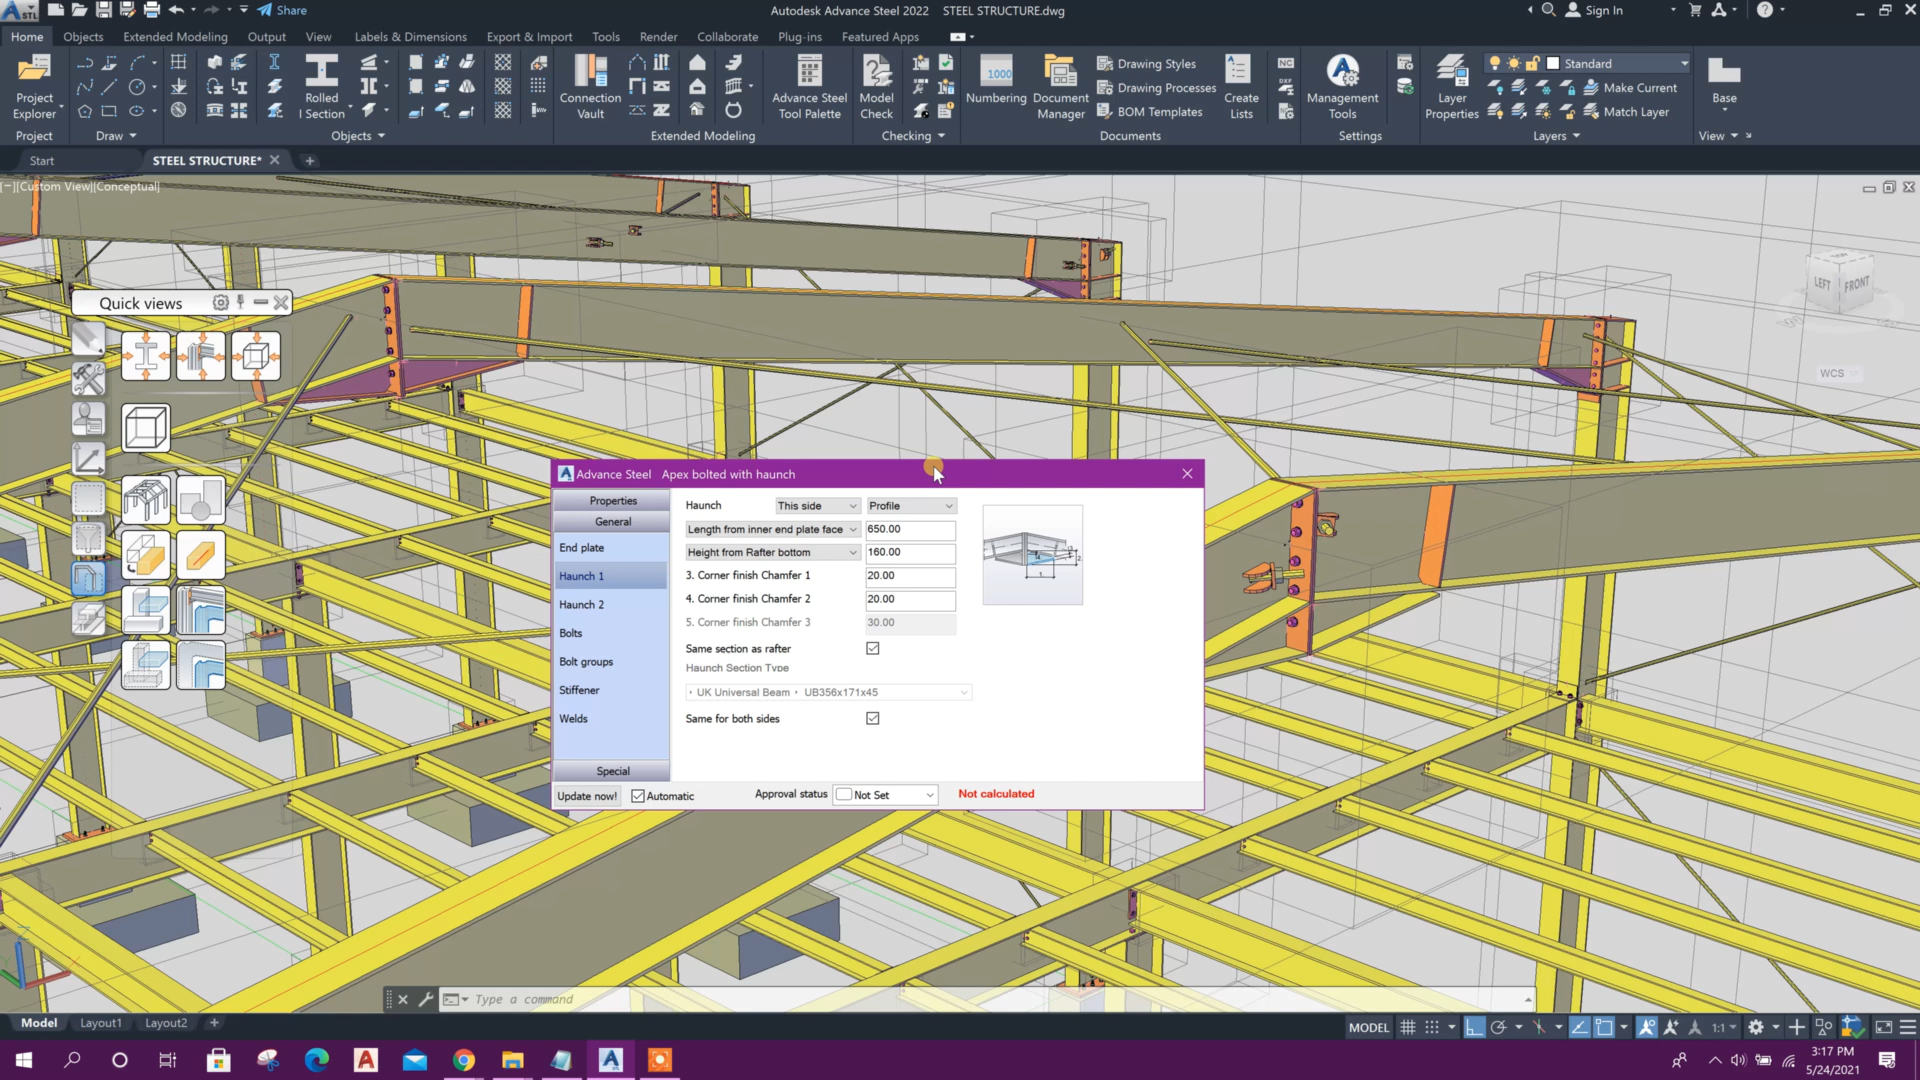 STL
Share
Autodesk Advance Steel 2022 STEEL STRUCTURE.dwg
Sign In
Home Objects Extended Modeling Output View Labels & Dimensions Export & Import Tools Render Collaborate Plug-ins Featured Apps
Project Explorer
Rolled I Section
Connection Vault
Advance Steel Tool Palette
Model Check
1000
Numbering
Document Manager
Drawing Styles
Drawing Processes
BOM Templates
Create Lists
NC
DXF
Management Tools
Layer Properties
Standard
Make Current
Match Layer
Base
Project Draw Objects Extended Modeling Checking Documents Settings Layers View
Start STEEL STRUCTURE*
[−][Custom View][Conceptual]
Quick views
LEFT FRONT
WCS
Advance Steel Apex bolted with haunch
Properties
General
End plate
Haunch 1
Haunch 2
Bolts
Bolt groups
Stiffener
Welds
Special
Haunch This side Profile
Length from inner end plate face 650.00
Height from Rafter bottom 160.00
3. Corner finish Chamfer 1 20.00
4. Corner finish Chamfer 2 20.00
5. Corner finish Chamfer 3 30.00
Same section as rafter
Haunch Section Type
UK Universal Beam UB356x171x45
Same for both sides
Update now! Automatic Approval status Not Set Not calculated
Type a command
Model Layout1 Layout2
MODEL 1:1
3:17 PM
5/24/2021